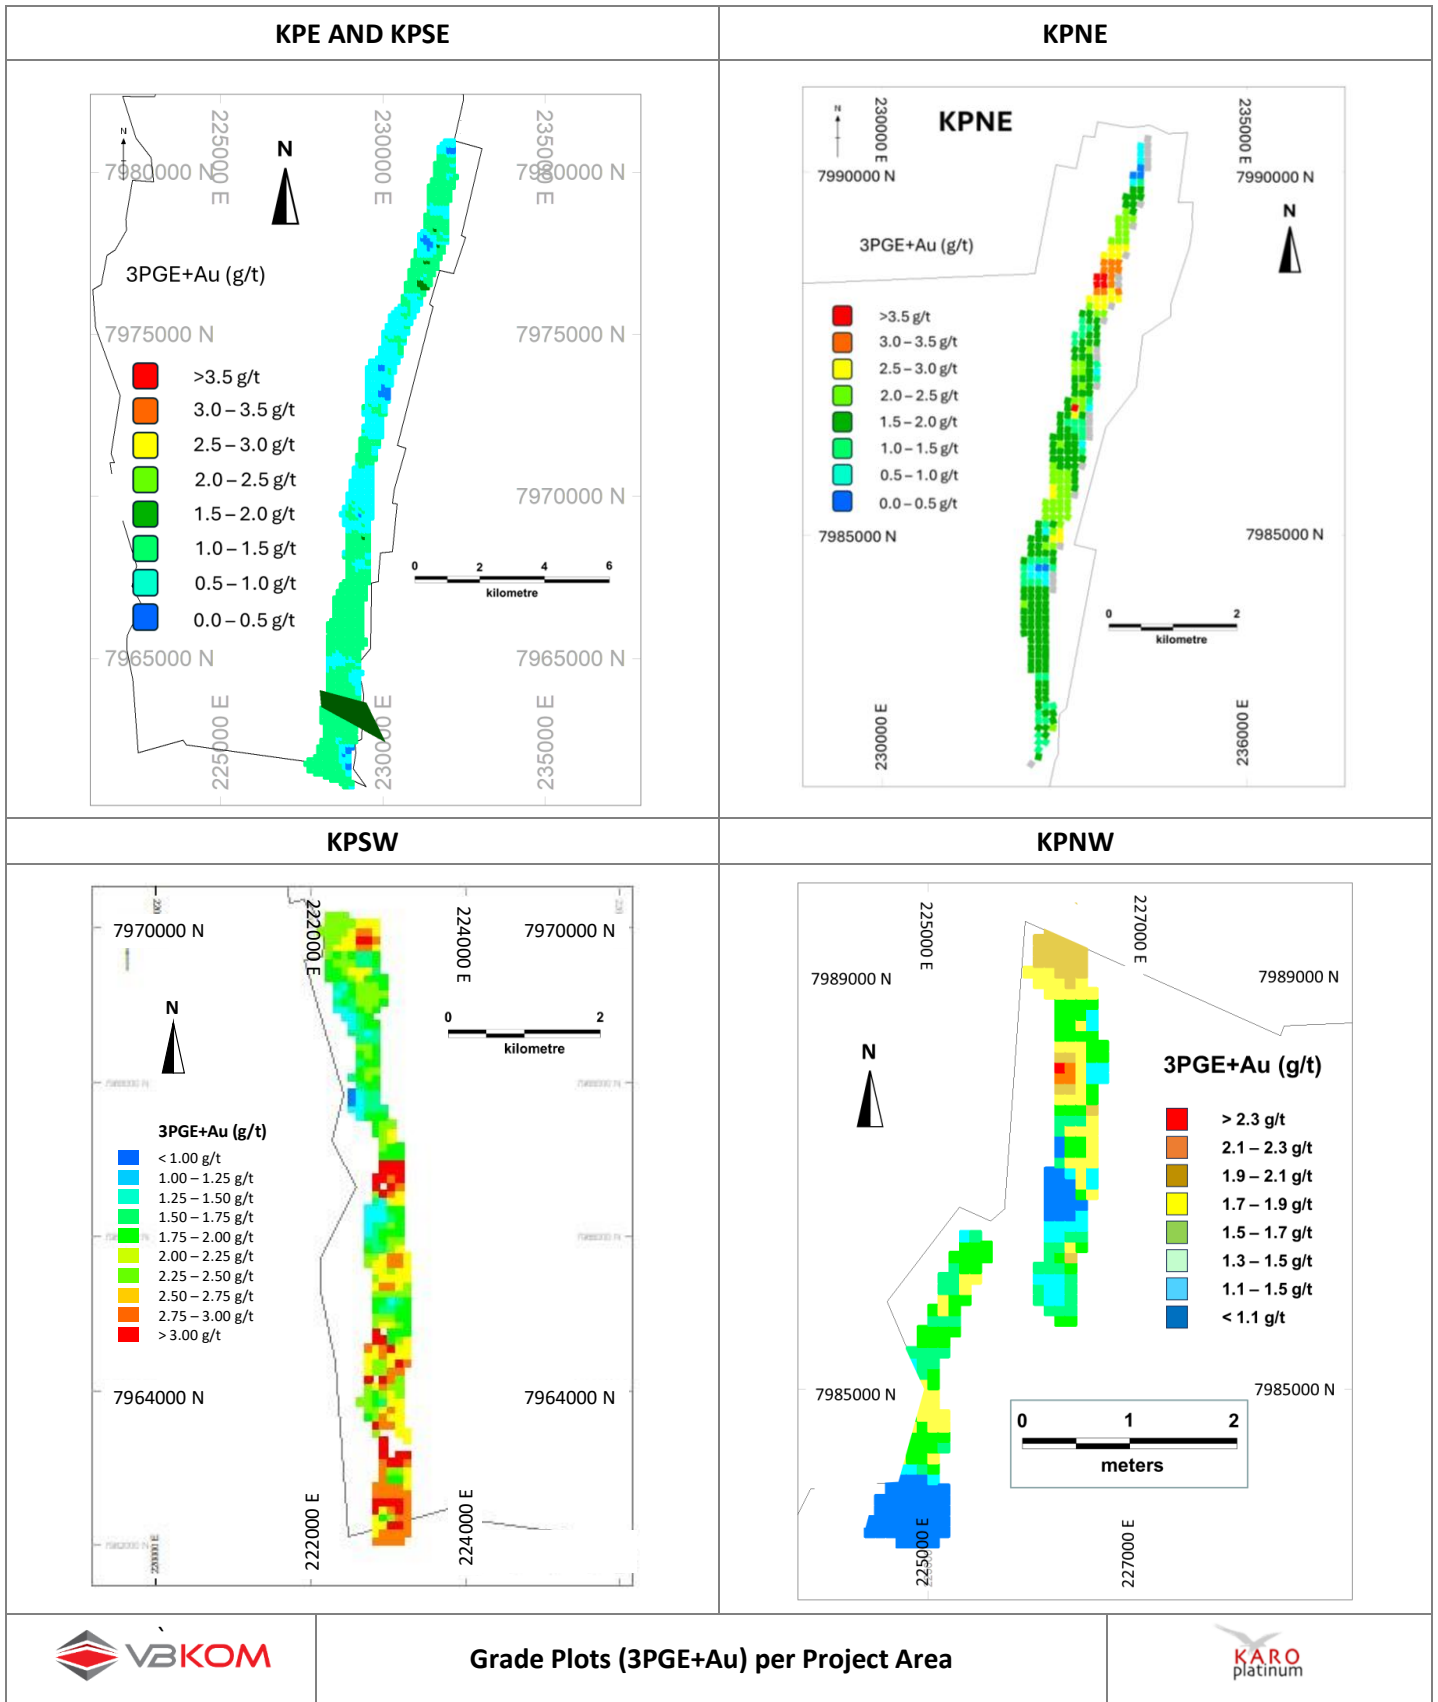 KPE AND KPSE
KPNE
225000 E
230000 E
235000 E
N
N
7980000 N
7980000 N
3PGE+Au (g/t)
7975000 N
7975000 N
>3.5 g/t
3.0 – 3.5 g/t
2.5 – 3.0 g/t
2.0 – 2.5 g/t
1.5 – 2.0 g/t
1.0 – 1.5 g/t
0.5 – 1.0 g/t
0.0 – 0.5 g/t
7970000 N
0 2 4 6
kilometre
7965000 N
7965000 N
225000 E
230000 E
235000 E
N
230000 E
KPNE
235000 E
7990000 N
7990000 N
N
3PGE+Au (g/t)
>3.5 g/t
3.0 – 3.5 g/t
2.5 – 3.0 g/t
2.0 – 2.5 g/t
1.5 – 2.0 g/t
1.0 – 1.5 g/t
0.5 – 1.0 g/t
0.0 – 0.5 g/t
7985000 N
7985000 N
0 2
kilometre
230000 E
236000 E
KPSW
KPNW
222000 E
224000 E
7970000 N
7970000 N
N
0 2
kilometre
3PGE+Au (g/t)
< 1.00 g/t
1.00 – 1.25 g/t
1.25 – 1.50 g/t
1.50 – 1.75 g/t
1.75 – 2.00 g/t
2.00 – 2.25 g/t
2.25 – 2.50 g/t
2.50 – 2.75 g/t
2.75 – 3.00 g/t
> 3.00 g/t
7964000 N
7964000 N
222000 E
224000 E
2250000 E
227000 E
7989000 N
7989000 N
N
3PGE+Au (g/t)
> 2.3 g/t
2.1 – 2.3 g/t
1.9 – 2.1 g/t
1.7 – 1.9 g/t
1.5 – 1.7 g/t
1.3 – 1.5 g/t
1.1 – 1.5 g/t
< 1.1 g/t
7985000 N
7985000 N
0 1 2
meters
225000 E
227000 E
VBKOM
Grade Plots (3PGE+Au) per Project Area
KARO
platinum